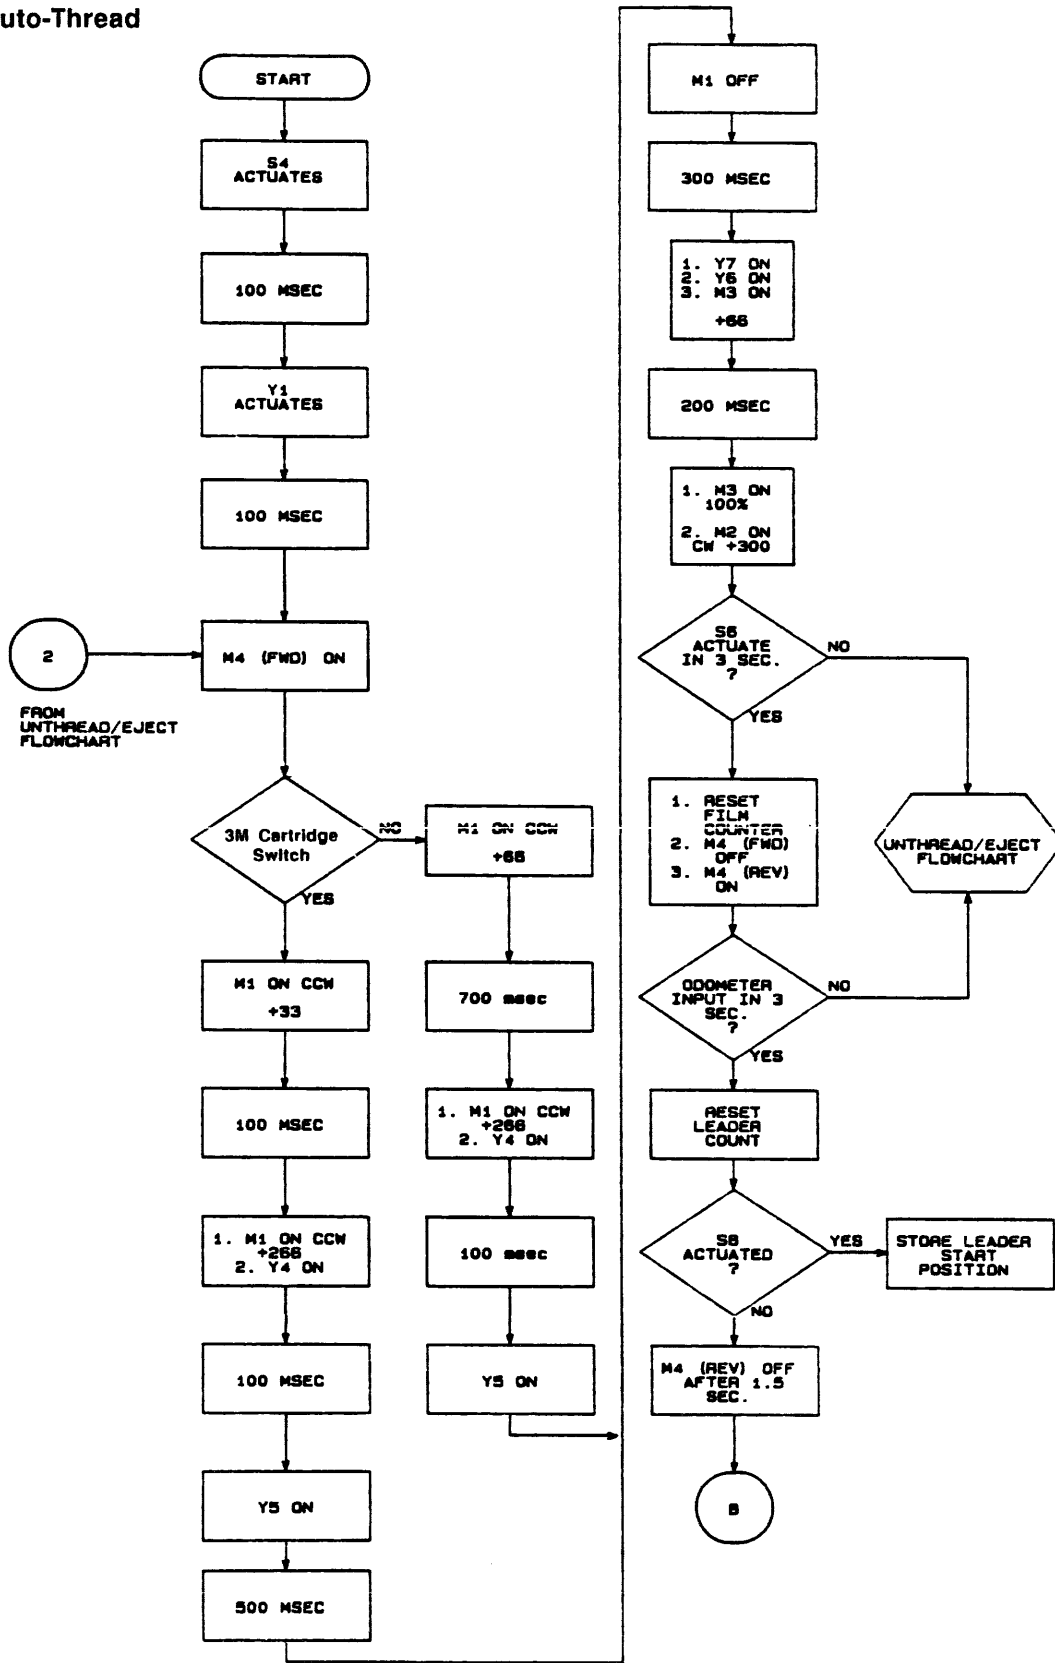 uto-Thread
START
S4
ACTUATES
100 MSEC
Y1
ACTUATES
100 MSEC
2
FROM
UNTHREAD/EJECT
FLOWCHART
M4 (FWD) ON
3M Cartridge
Switch
NO
YES
M1 ON CCW
+33
100 MSEC
1. M1 ON CCW
+266
2. Y4 ON
100 MSEC
Y5 ON
500 MSEC
M1 ON CCW
+66
700 msec
1. M1 ON CCW
+266
2. Y4 ON
100 msec
Y5 ON
M1 OFF
300 MSEC
1. Y7 ON
2. Y6 ON
3. M3 ON
+66
200 MSEC
1. M3 ON
100%
2. M2 ON
CW +300
ACTUATE
IN 3 SEC.
?
NO
YES
1. RESET
FILM
COUNTER
2. M4 (FWD)
OFF
3. M4 (REV)
ON
UNTHREAD/EJECT
FLOWCHART
ODOMETER
INPUT IN 3
SEC.
?
NO
YES
RESET
LEADER
COUNT
ACTUATED
?
YES
NO
STORE LEADER
START
POSITION
M4 (REV) OFF
AFTER 1.5
SEC.